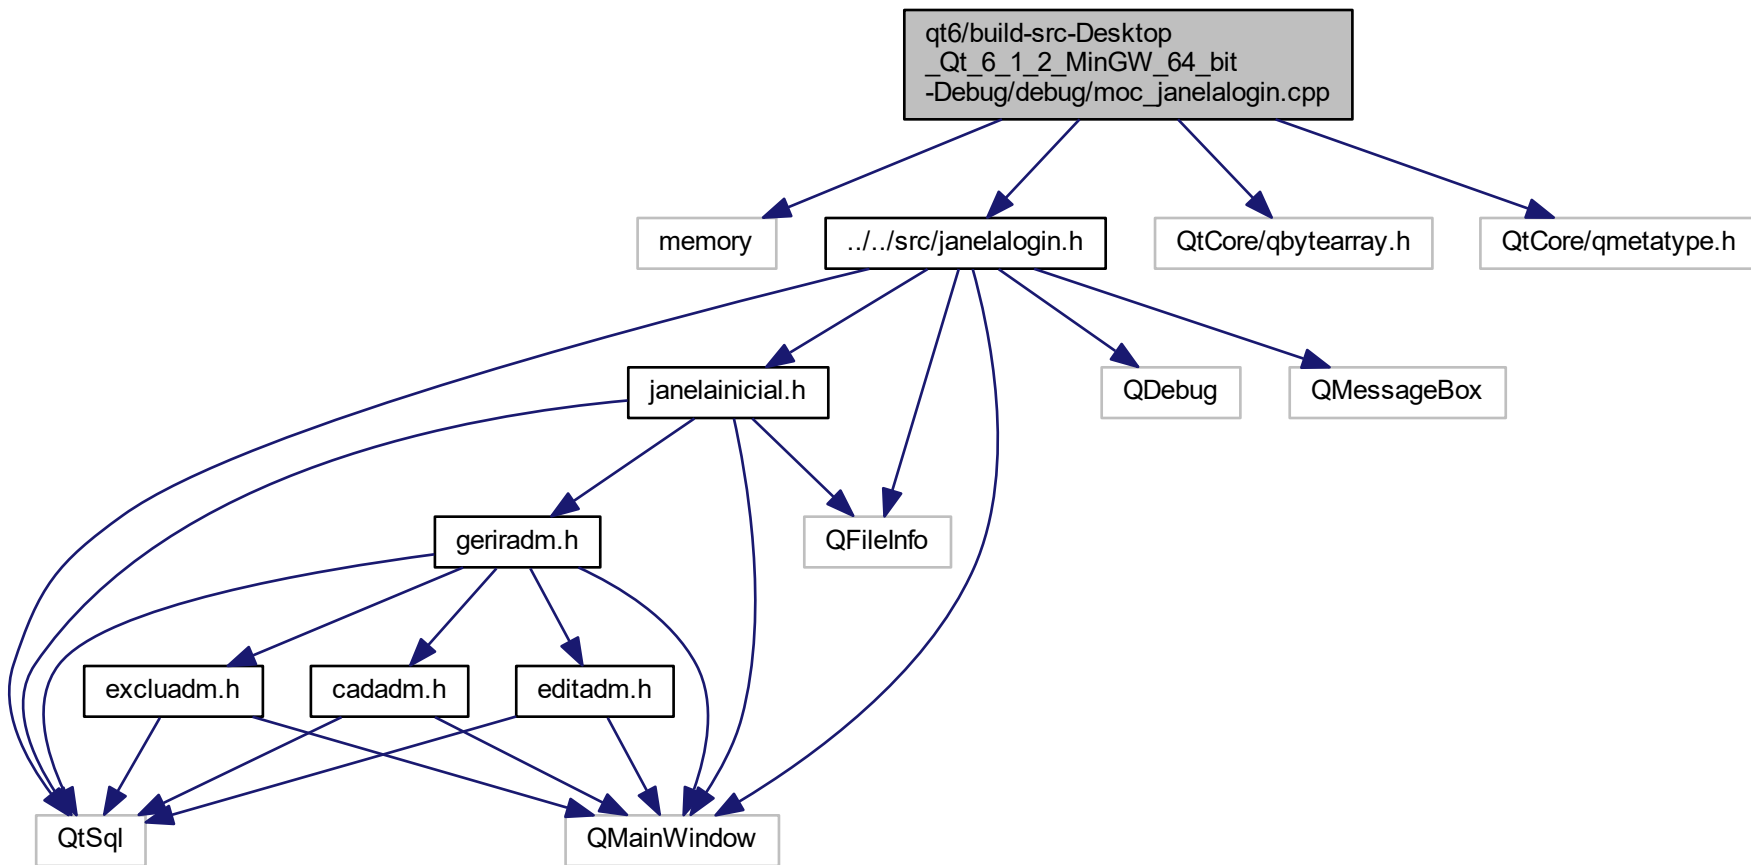 qt6/build-src-Desktop
_Qt_6_1_2_MinGW_64_bit
-Debug/debug/moc_janelalogin.cpp
memory
../../src/janelalogin.h
QtCore/qbytearray.h
QtCore/qmetatype.h
janelainicial.h
QDebug
QMessageBox
geriradm.h
QFileInfo
excluadm.h
cadadm.h
editadm.h
QtSql
QMainWindow